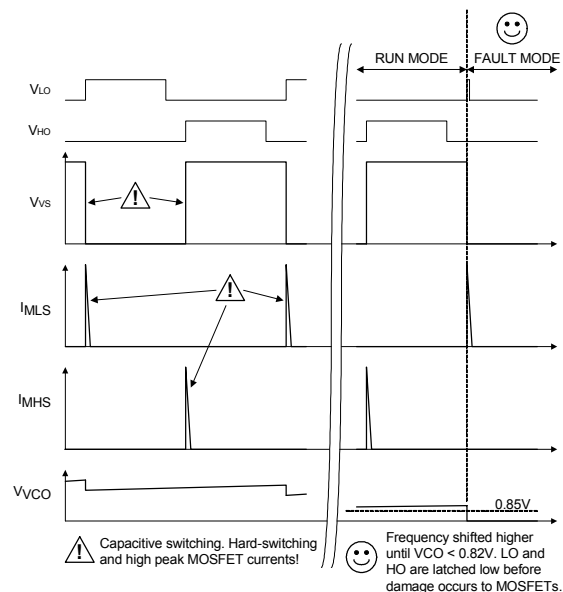 RUN MODE FAULT MODE
VLO
VHO
VVS
!
IMLS
!
IMHS
VVCO
0.85V
! Capacitive switching. Hard-switching
and high peak MOSFET currents!
Frequency shifted higher
until VCO < 0.82V. LO and
HO are latched low before
damage occurs to MOSFETs.